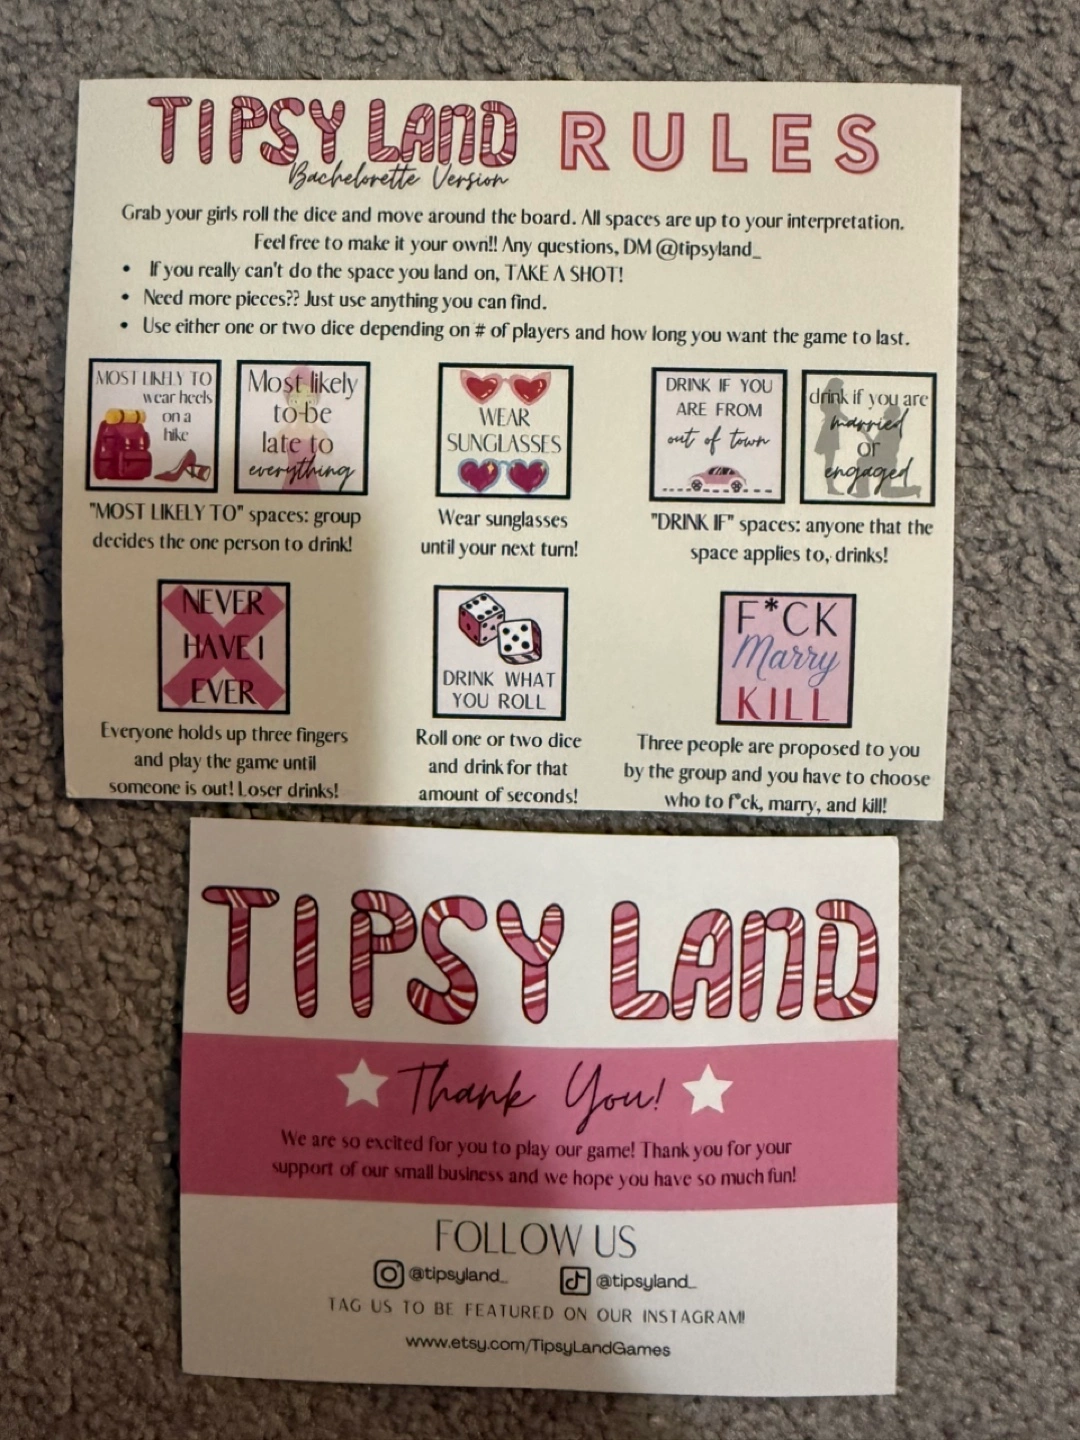 TIPSY LAND RULES
Bachelorette Version
Grab your girls roll the dice and move around the board. All spaces are up to your interpretation.
Feel free to make it your own!! Any questions, DM @tipsyland_
• If you really can't do the space you land on, TAKE A SHOT!
• Need more pieces?? Just use anything you can find.
• Use either one or two dice depending on # of players and how long you want the game to last.
MOST LIKELY TO
wear heels
on a
hike
Most likely
to be
late to
everything
"MOST LIKELY TO" spaces: group
decides the one person to drink!
WEAR
SUNGLASSES
Wear sunglasses
until your next turn!
DRINK IF YOU
ARE FROM
out of town
drink if you are
married
or
engaged
"DRINK IF" spaces: anyone that the
space applies to, drinks!
NEVER
HAVE I
EVER
Everyone holds up three fingers
and play the game until
someone is out! Loser drinks!
DRINK WHAT
YOU ROLL
Roll one or two dice
and drink for that
amount of seconds!
F*CK
Marry
KILL
Three people are proposed to you
by the group and you have to choose
who to f*ck, marry, and kill!
TIPSY LAND
Thank You!
We are so excited for you to play our game! Thank you for your
support of our small business and we hope you have so much fun!
FOLLOW US
@tipsyland_ @tipsyland_
TAG US TO BE FEATURED ON OUR INSTAGRAM!
www.etsy.com/TipsyLandGames